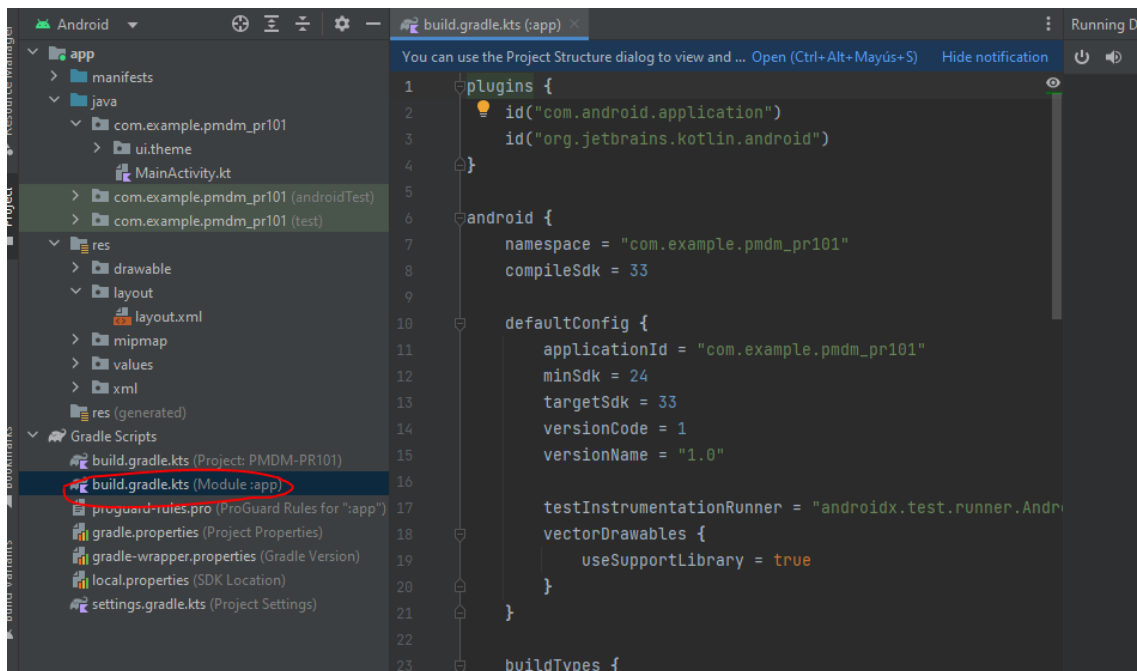 Android
build.gradle.kts (:app)
Running D
Resource Manager
Project
Bookmarks
Build Variants
app
manifests
java
com.example.pmdm_pr101
ui.theme
MainActivity.kt
com.example.pmdm_pr101 (androidTest)
com.example.pmdm_pr101 (test)
res
drawable
layout
layout.xml
mipmap
values
xml
res (generated)
Gradle Scripts
build.gradle.kts (Project: PMDM-PR101)
build.gradle.kts (Module :app)
proguard-rules.pro (ProGuard Rules for ":app")
gradle.properties (Project Properties)
gradle-wrapper.properties (Gradle Version)
local.properties (SDK Location)
settings.gradle.kts (Project Settings)
You can use the Project Structure dialog to view and ... Open (Ctrl+Alt+Mayús+S) Hide notification
1 plugins {
2 id("com.android.application")
3 id("org.jetbrains.kotlin.android")
4 }
5
6 android {
7 namespace = "com.example.pmdm_pr101"
8 compileSdk = 33
9
10 defaultConfig {
11 applicationId = "com.example.pmdm_pr101"
12 minSdk = 24
13 targetSdk = 33
14 versionCode = 1
15 versionName = "1.0"
16
17 testInstrumentationRunner = "androidx.test.runner.Andr
18 vectorDrawables {
19 useSupportLibrary = true
20 }
21 }
22
23 buildTypes {